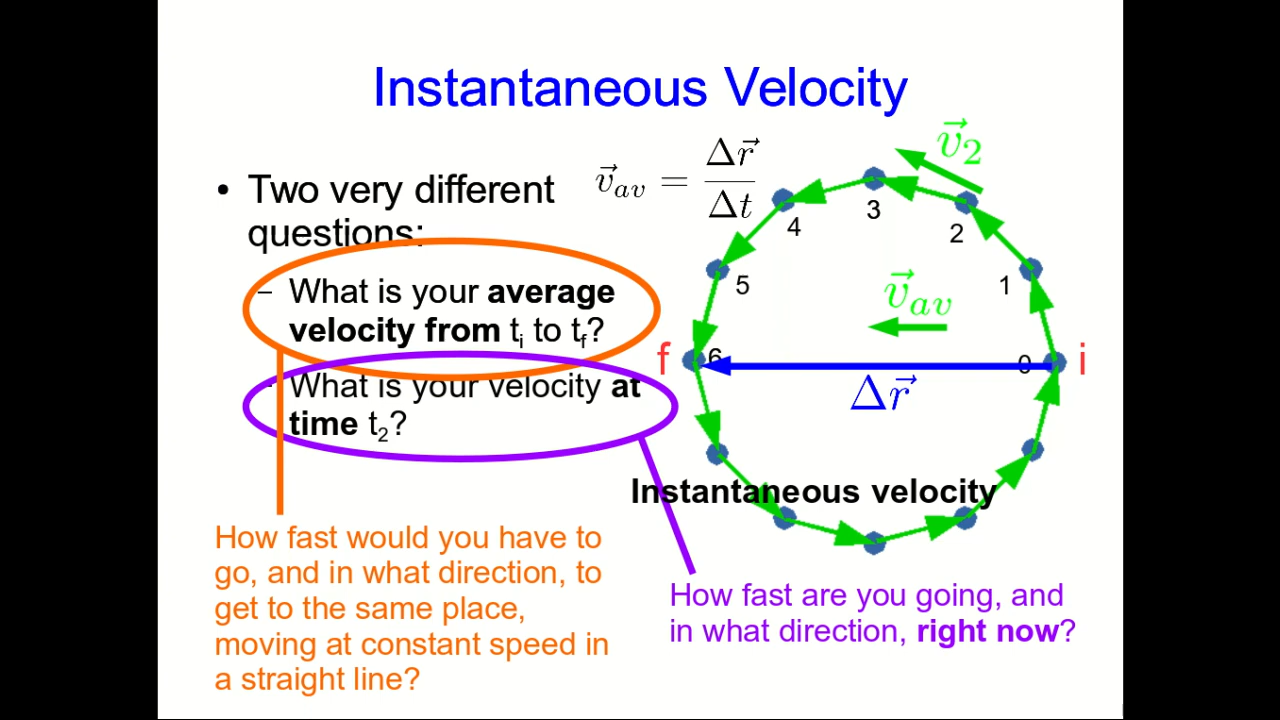 Instantaneous Velocity
• Two very different
questions:
– What is your average
velocity from tᵢ to t_f?
– What is your velocity at
time t₂?
How fast would you have to
go, and in what direction, to
get to the same place,
moving at constant speed in
a straight line?
v⃗_av = Δr⃗ / Δt
v⃗₂
3
4
2
5
1
v⃗_av
f
6
0
i
Δr⃗
Instantaneous velocity
How fast are you going, and
in what direction, right now?